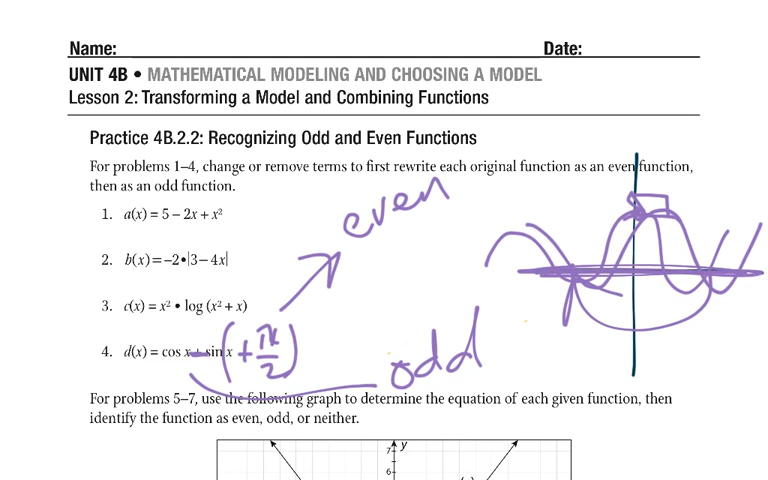 Name:
Date:
UNIT 4B • MATHEMATICAL MODELING AND CHOOSING A MODEL
Lesson 2: Transforming a Model and Combining Functions
Practice 4B.2.2: Recognizing Odd and Even Functions
For problems 1–4, change or remove terms to first rewrite each original function as an even function,
then as an odd function.
even
1. a(x) = 5 – 2x + x²
2. b(x)=–2•|3– 4x|
3. c(x) = x² • log (x² + x)
4. d(x) = cos x + sin x (+π/2)
odd
For problems 5–7, use the following graph to determine the equation of each given function, then
identify the function as even, odd, or neither.
y
7
6